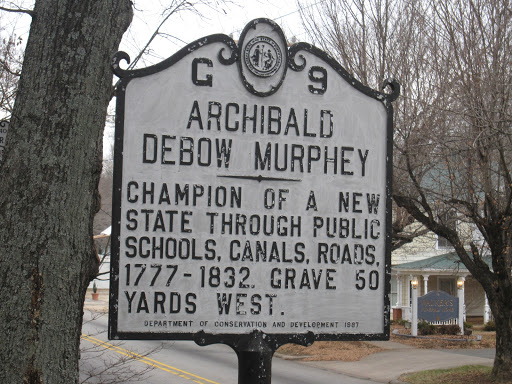 G 9
ARCHIBALD
DEBOW MURPHEY
CHAMPION OF A NEW
STATE THROUGH PUBLIC
SCHOOLS, CANALS, ROADS.
1777-1832. GRAVE 50
YARDS WEST.
DEPARTMENT OF CONSERVATION AND DEVELOPMENT 1987